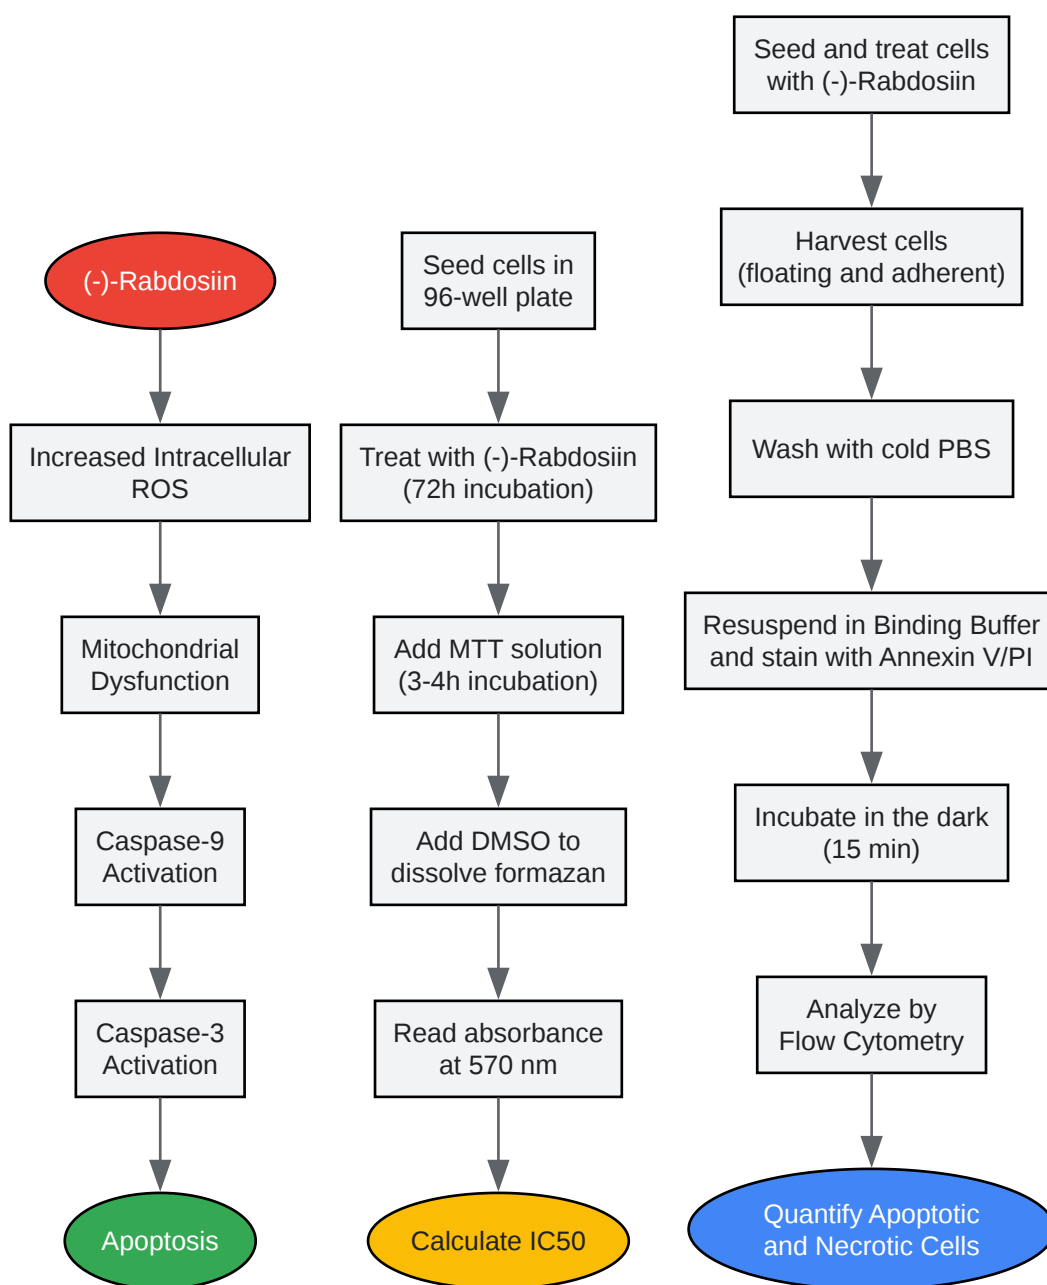 (-)-Rabdosiin
Increased Intracellular
ROS
Mitochondrial
Dysfunction
Caspase-9
Activation
Caspase-3
Activation
Apoptosis
Seed cells in
96-well plate
Treat with (-)-Rabdosiin
(72h incubation)
Add MTT solution
(3-4h incubation)
Add DMSO to
dissolve formazan
Read absorbance
at 570 nm
Calculate IC50
Seed and treat cells
with (-)-Rabdosiin
Harvest cells
(floating and adherent)
Wash with cold PBS
Resuspend in Binding Buffer
and stain with Annexin V/PI
Incubate in the dark
(15 min)
Analyze by
Flow Cytometry
Quantify Apoptotic
and Necrotic Cells